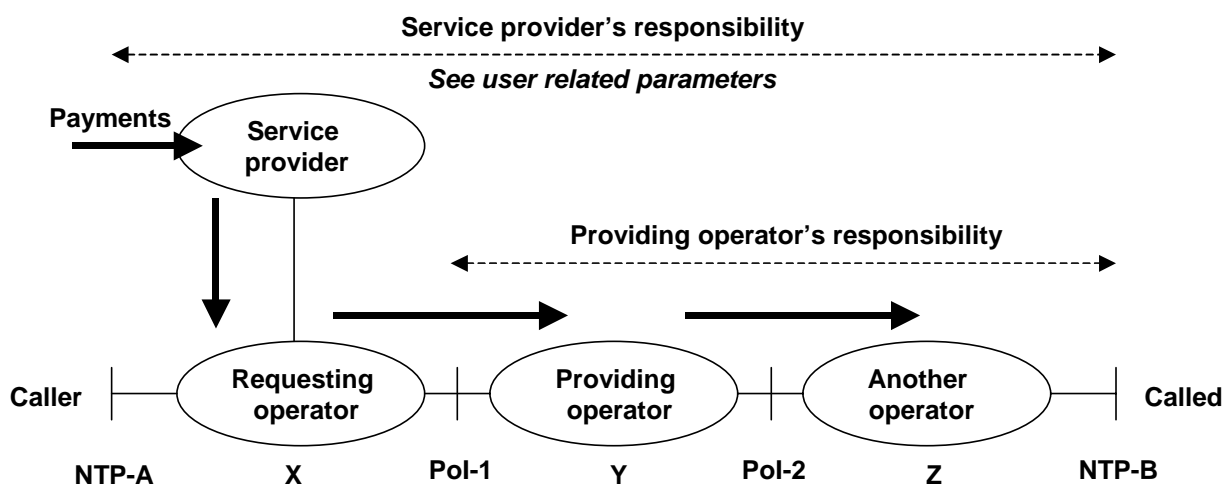 Service provider's responsibility
See user related parameters
Payments
Service
provider
Providing operator's responsibility
Caller
Requesting
operator
Providing
operator
Another
operator
Called
NTP-A
X
PoI-1
Y
PoI-2
Z
NTP-B